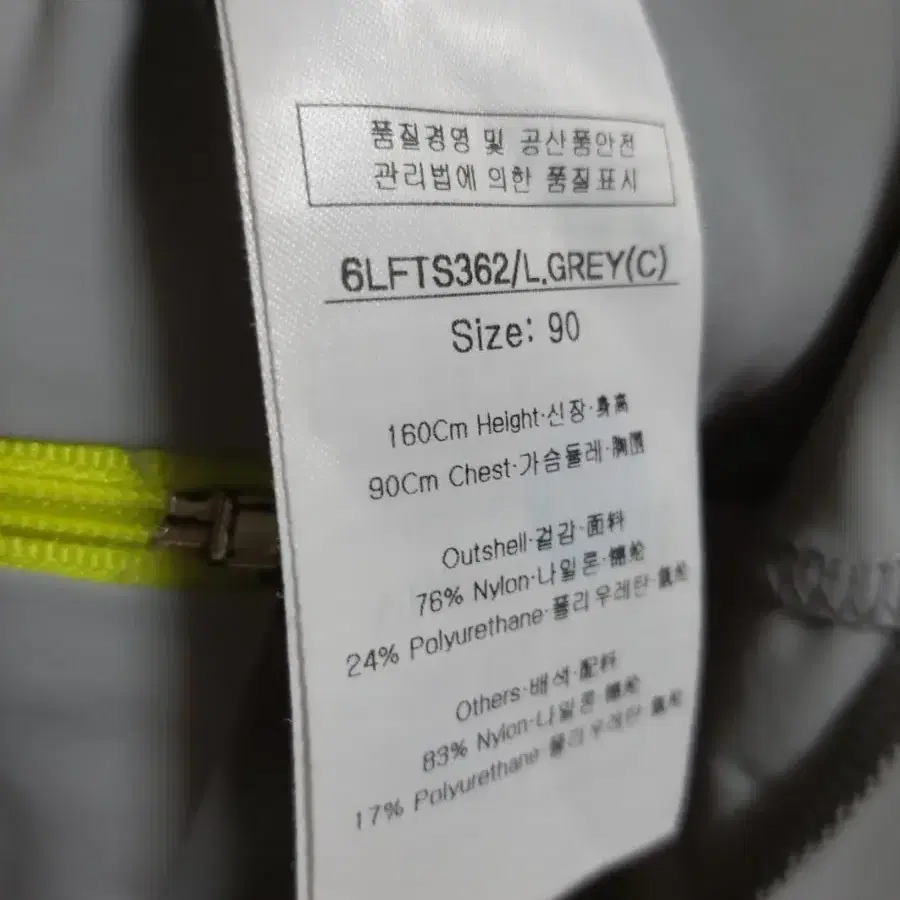 품질경영 및 공산품안전
관리법에 의한 품질표시
6LFTS362/L.GREY(C)
Size: 90
160Cm Height·신장·身高
90Cm Chest·가슴둘레·胸围
Outshell·겉감·面料
76% Nylon·나일론·锦纶
24% Polyurethane·폴리우레탄·氨纶
Others·배색·配料
83% Nylon·나일론·锦纶
17% Polyurethane·폴리우레탄·氨纶